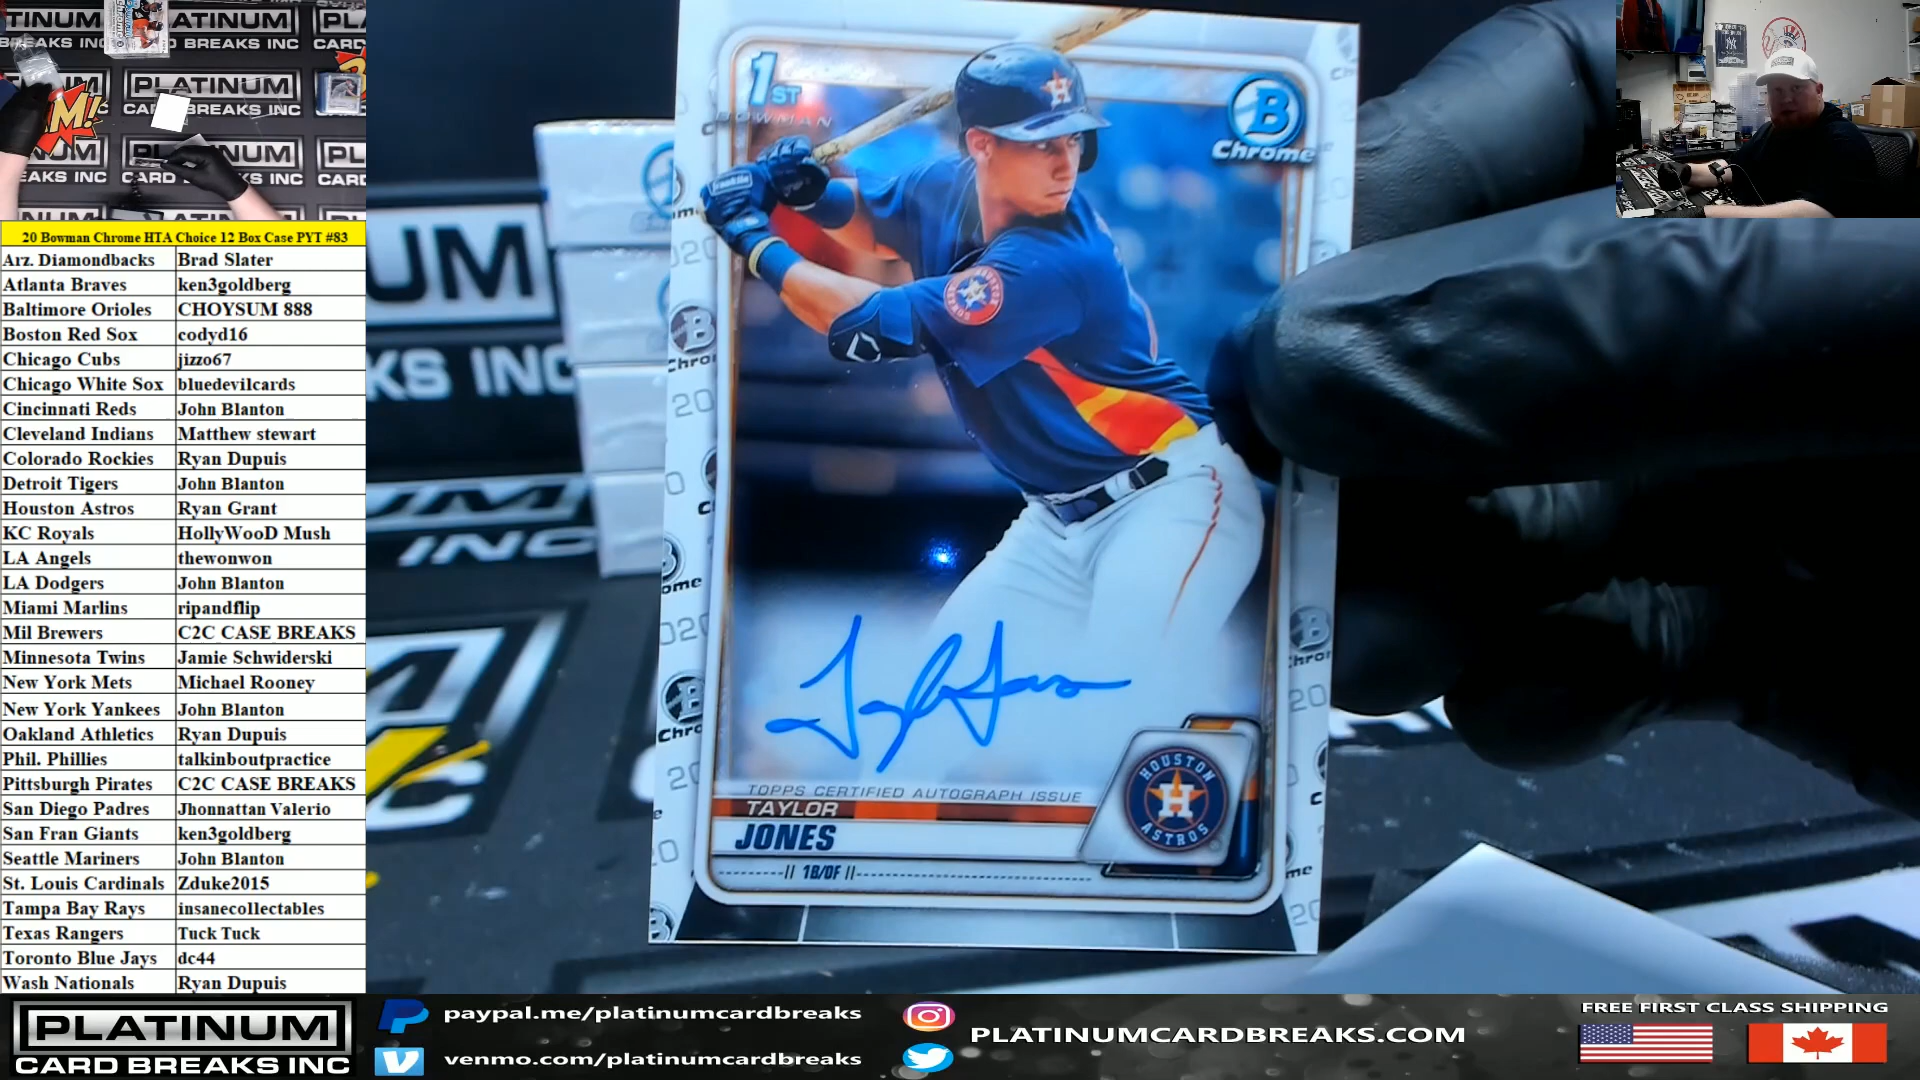 PLATINUM
CARD BREAKS INC
20 Bowman Chrome HTA Choice 12 Box Case PYT #83
Arz. Diamondbacks Brad Slater
Atlanta Braves ken3goldberg
Baltimore Orioles CHOYSUM 888
Boston Red Sox codyd16
Chicago Cubs jizzo67
Chicago White Sox bluedevilcards
Cincinnati Reds John Blanton
Cleveland Indians Matthew stewart
Colorado Rockies Ryan Dupuis
Detroit Tigers John Blanton
Houston Astros Ryan Grant
KC Royals HollyWooD Mush
LA Angels thewonwon
LA Dodgers John Blanton
Miami Marlins ripandflip
Mil Brewers C2C CASE BREAKS
Minnesota Twins Jamie Schwiderski
New York Mets Michael Rooney
New York Yankees John Blanton
Oakland Athletics Ryan Dupuis
Phil. Phillies talkinboutpractice
Pittsburgh Pirates C2C CASE BREAKS
San Diego Padres Jhonnattan Valerio
San Fran Giants ken3goldberg
Seattle Mariners John Blanton
St. Louis Cardinals Zduke2015
Tampa Bay Rays insanecollectables
Texas Rangers Tuck Tuck
Toronto Blue Jays dc44
Wash Nationals Ryan Dupuis
1ST
BOWMAN
B
Chrome
TOPPS CERTIFIED AUTOGRAPH ISSUE
TAYLOR
JONES
1B/OF
HOUSTON
H
ASTROS
PLATINUM
CARD BREAKS INC
paypal.me/platinumcardbreaks
venmo.com/platinumcardbreaks
PLATINUMCARDBREAKS.COM
FREE FIRST CLASS SHIPPING